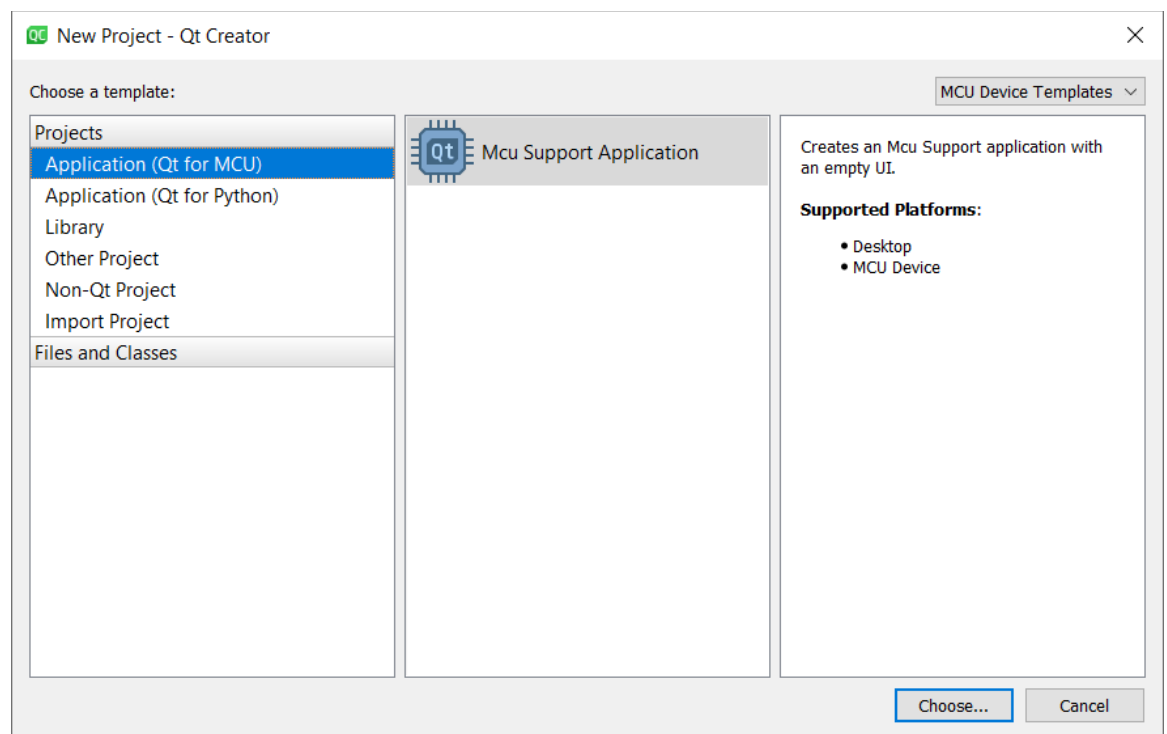 QC New Project - Qt Creator
Choose a template:
MCU Device Templates
Projects
Application (Qt for MCU)
Application (Qt for Python)
Library
Other Project
Non-Qt Project
Import Project
Files and Classes
Qt Mcu Support Application
Creates an Mcu Support application with
an empty UI.
Supported Platforms:
• Desktop
• MCU Device
Choose...
Cancel